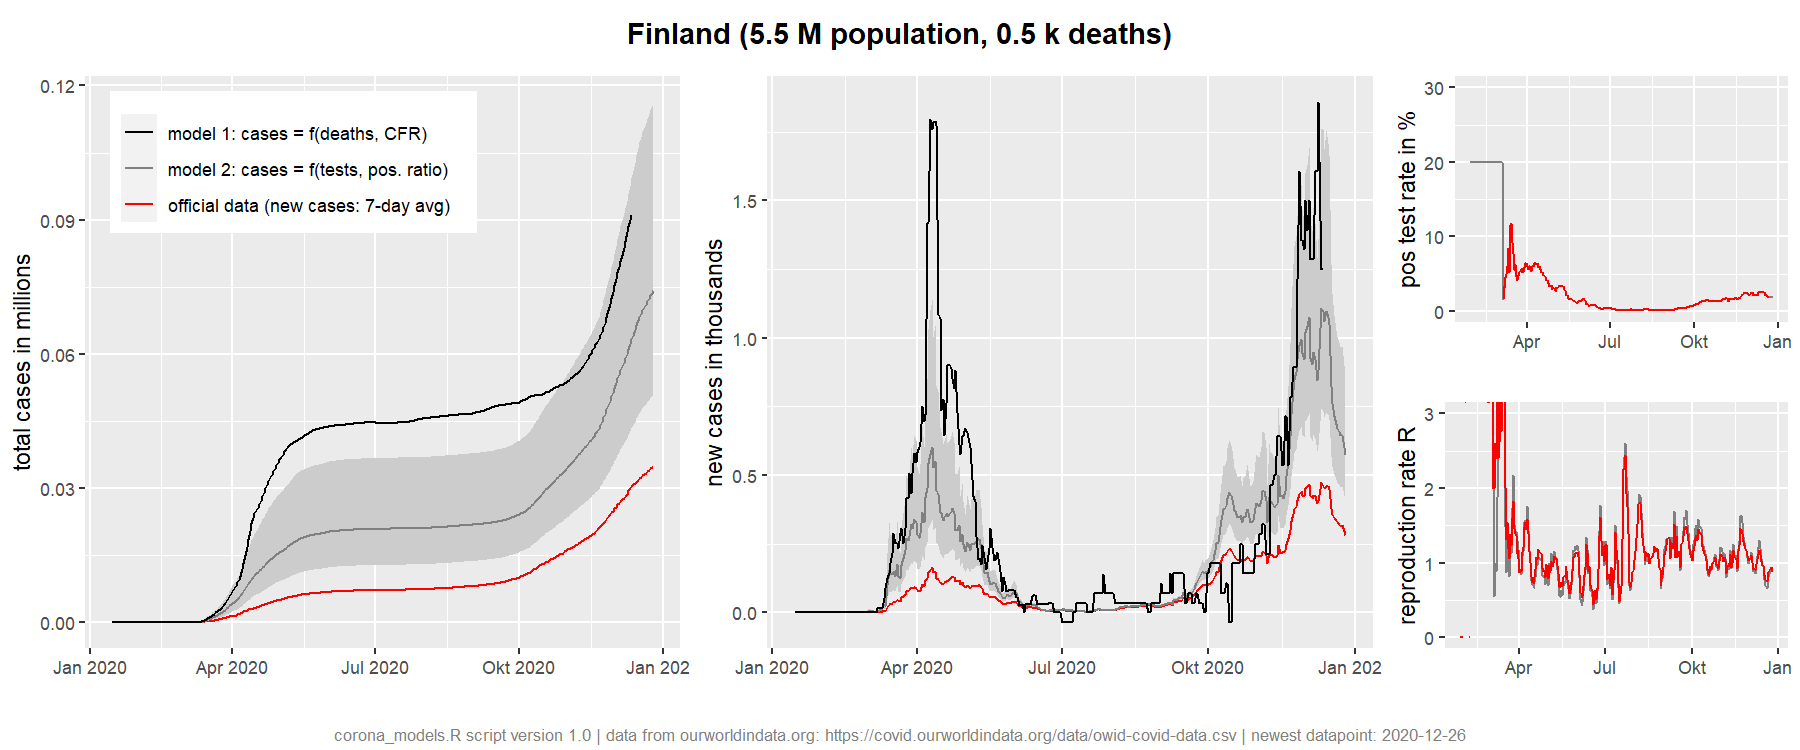 Finland (5.5 M population, 0.5 k deaths)
total cases in millions
0.12
0.09
0.06
0.03
0.00
model 1: cases = f(deaths, CFR)
model 2: cases = f(tests, pos. ratio)
official data (new cases: 7-day avg)
Jan 2020 Apr 2020 Jul 2020 Okt 2020 Jan 202
new cases in thousands
1.5
1.0
0.5
0.0
Jan 2020 Apr 2020 Jul 2020 Okt 2020 Jan 202
pos test rate in %
30
20
10
0
Apr Jul Okt Jan
reproduction rate R
3
2
1
0
Apr Jul Okt Jan
corona_models.R script version 1.0 | data from ourworldindata.org: https://covid.ourworldindata.org/data/owid-covid-data.csv | newest datapoint: 2020-12-26